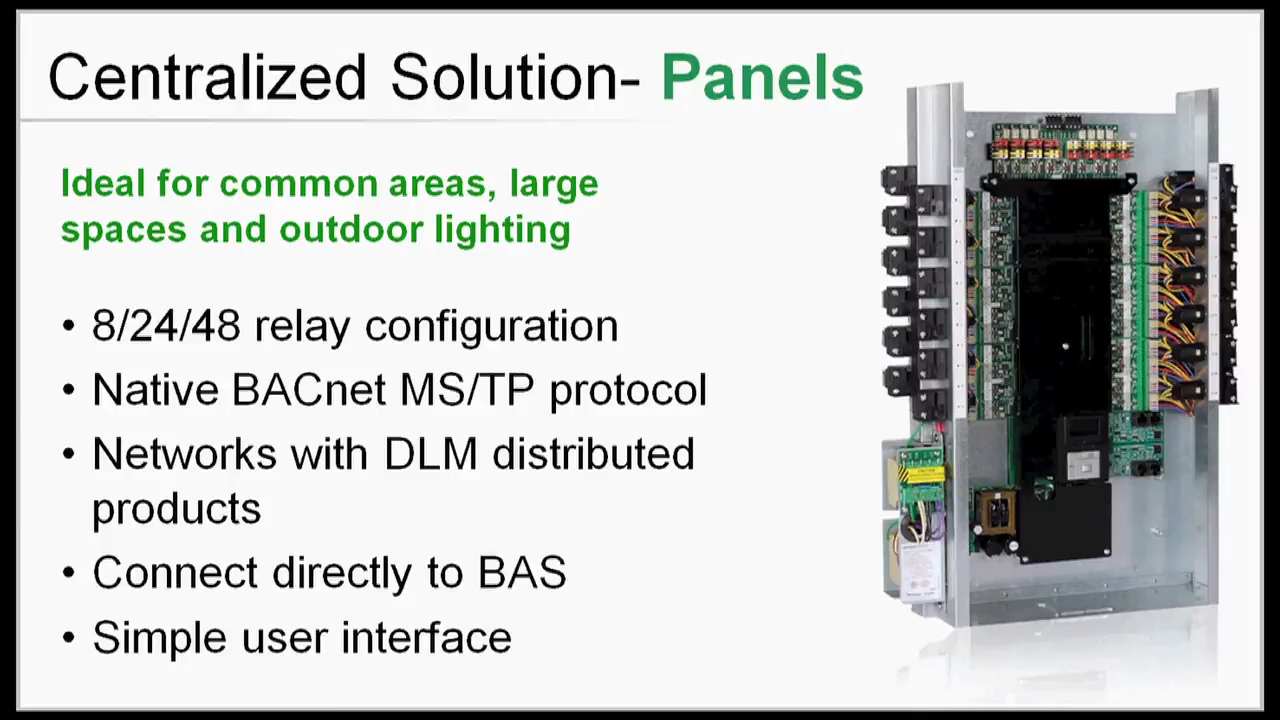 Centralized Solution- Panels
Ideal for common areas, large
spaces and outdoor lighting
• 8/24/48 relay configuration
• Native BACnet MS/TP protocol
• Networks with DLM distributed
products
• Connect directly to BAS
• Simple user interface